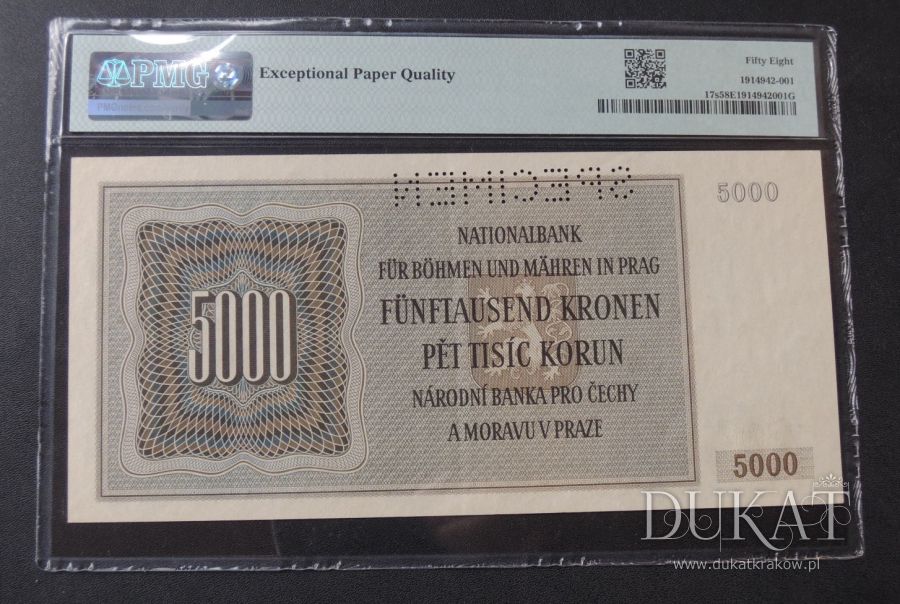 PMG
Exceptional Paper Quality
Fifty Eight
1914942-001
17s58E1914942001G
SPECIMEN
5000
NATIONALBANK
FÜR BÖHMEN UND MÄHREN IN PRAG
FÜNFTAUSEND KRONEN
PĚT TISÍC KORUN
NÁRODNÍ BANKA PRO ČECHY
A MORAVU V PRAZE
5000
5000
DUKAT
www.dukatkrakow.pl